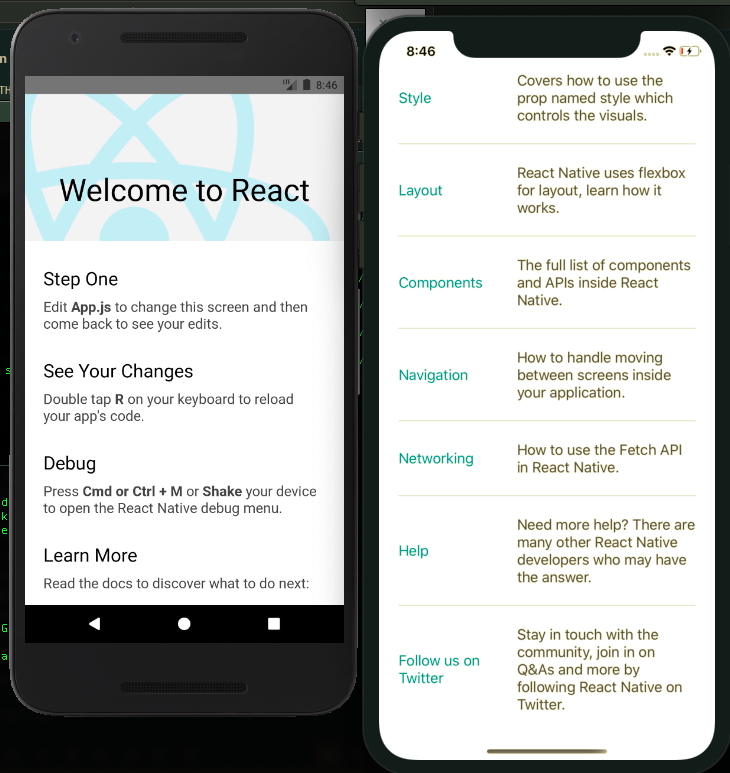 8:46
Welcome to React
Step One
Edit App.js to change this screen and then
come back to see your edits.
See Your Changes
Double tap R on your keyboard to reload
your app's code.
Debug
Press Cmd or Ctrl + M or Shake your device
to open the React Native debug menu.
Learn More
Read the docs to discover what to do next:
8:46
Style
Covers how to use the
prop named style which
controls the visuals.
Layout
React Native uses flexbox
for layout, learn how it
works.
Components
The full list of components
and APIs inside React
Native.
Navigation
How to handle moving
between screens inside
your application.
Networking
How to use the Fetch API
in React Native.
Help
Need more help? There are
many other React Native
developers who may have
the answer.
Follow us on
Twitter
Stay in touch with the
community, join in on
Q&As and more by
following React Native on
Twitter.